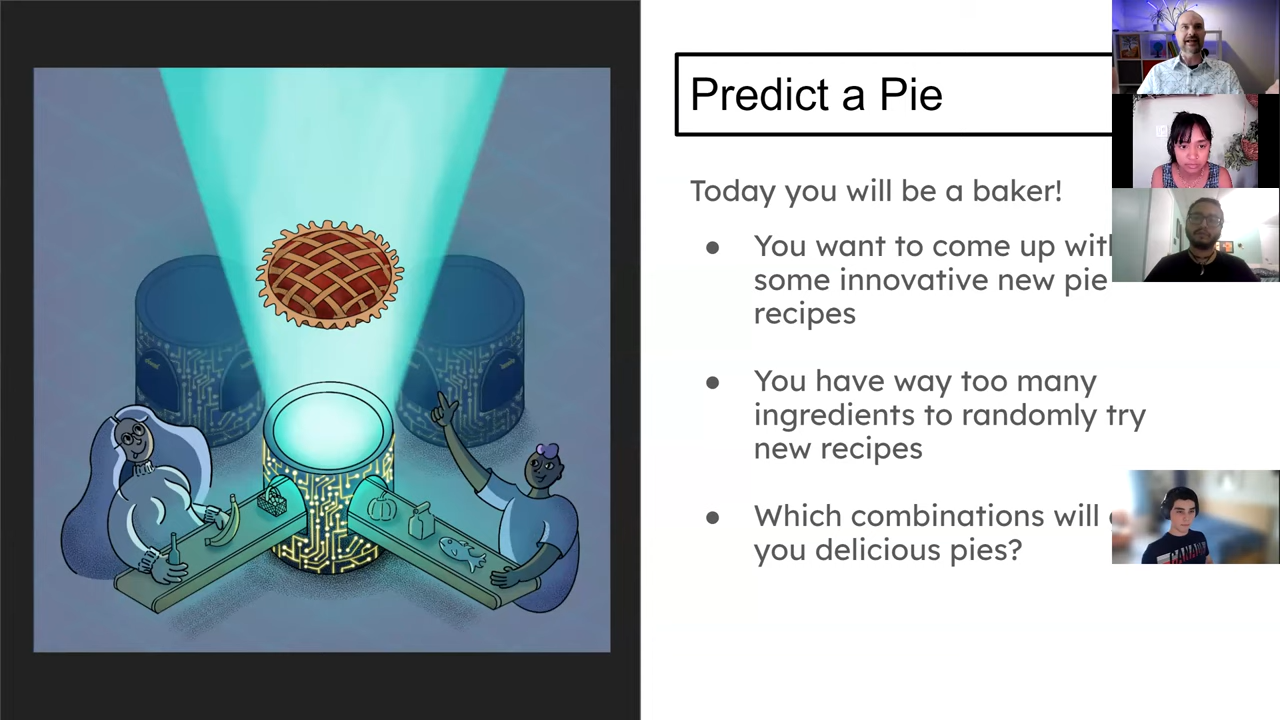 Predict a Pie
Today you will be a baker!
● You want to come up with
some innovative new pie
recipes
● You have way too many
ingredients to randomly try
new recipes
● Which combinations will
you delicious pies?